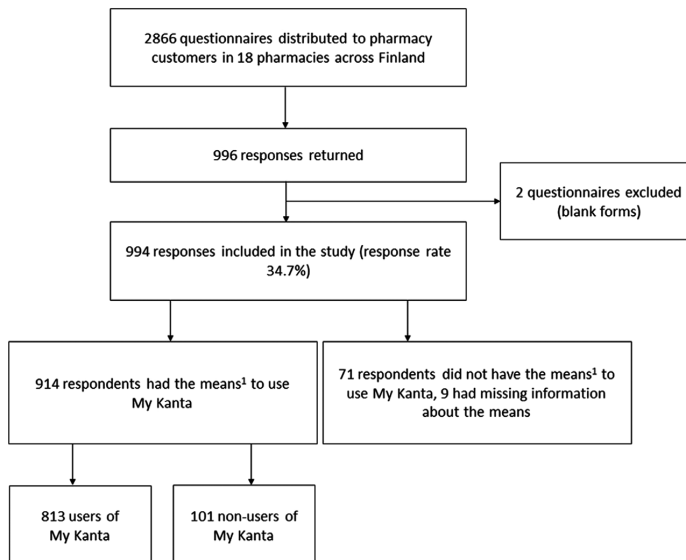 2866 questionnaires distributed to pharmacy
customers in 18 pharmacies across Finland
996 responses returned
2 questionnaires excluded
(blank forms)
994 responses included in the study (response rate
34.7%)
914 respondents had the means¹ to use
My Kanta
71 respondents did not have the means¹ to
use My Kanta, 9 had missing information
about the means
813 users of
My Kanta
101 non-users of
My Kanta